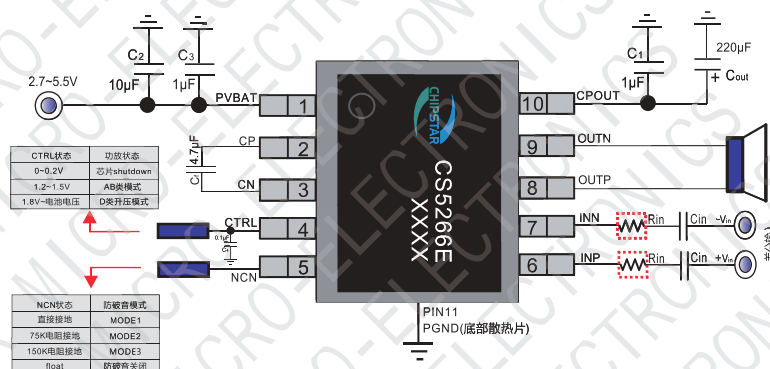 220μF
C2
C3
C1
Cout
+
2.7~5.5V
10μF
1μF
1μF
PVBAT
1
10
CPOUT
CHIPSTAR
CS5266E
XXXX
4.7μF
Cf
CP
2
9
OUTN
CN
3
8
OUTP
CTRL状态 功放状态
0~0.2V 芯片shutdown
1.2~1.5V AB类模式
1.8V~电池电压 D类升压模式
CTRL
4
7
INN
Rin
Cin
-Vin
0.1μF
NCN
5
6
INP
Rin
Cin
+Vin
NCN状态 防破音模式
直接接地 MODE1
75K电阻接地 MODE2
150K电阻接地 MODE3
float 防破音关闭
PIN11
PGND(底部散热片)